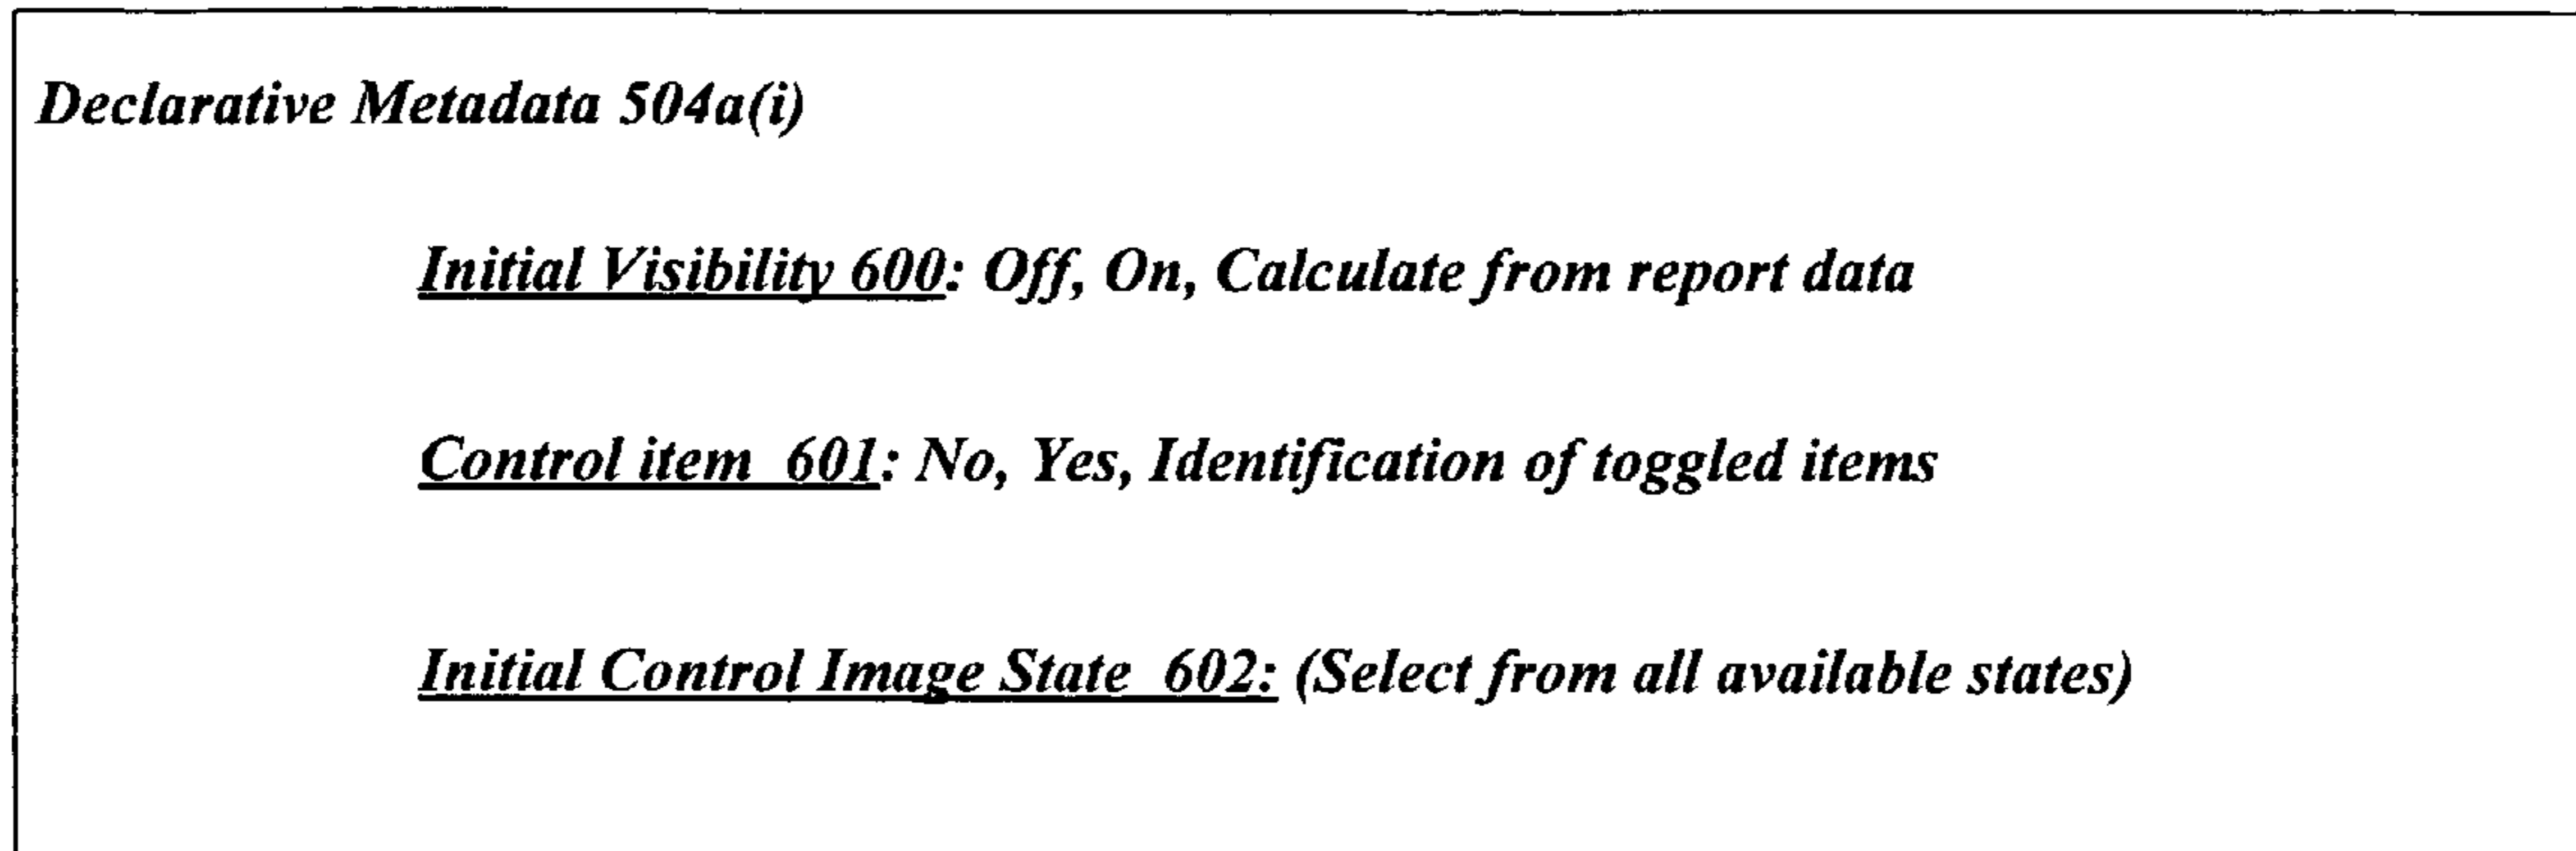 Declarative Metadata 504a(i)
Initial Visibility 600: Off, On, Calculate from report data
Control item 601: No, Yes, Identification of toggled items
Initial Control Image State 602: (Select from all available states)